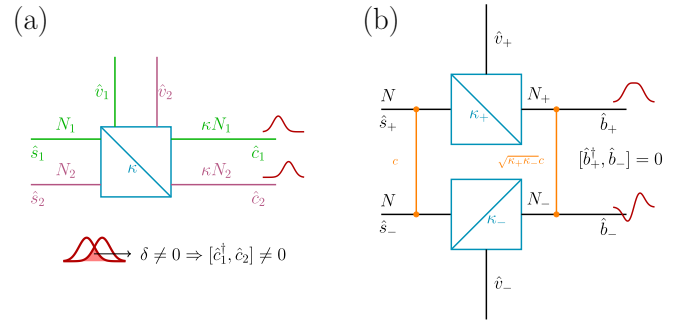 (a)
v̂₁ v̂₂
N₁ κN₁
ŝ₁ ĉ₁
N₂ κ κN₂
ŝ₂ ĉ₂
δ ≠ 0 ⇒ [ĉ₁†, ĉ₂] ≠ 0
(b)
v̂₊
N κ₊ N₊
ŝ₊ b̂₊
c √κ₊κ₋c [b̂₊†, b̂₋] = 0
N κ₋ N₋
ŝ₋ b̂₋
v̂₋